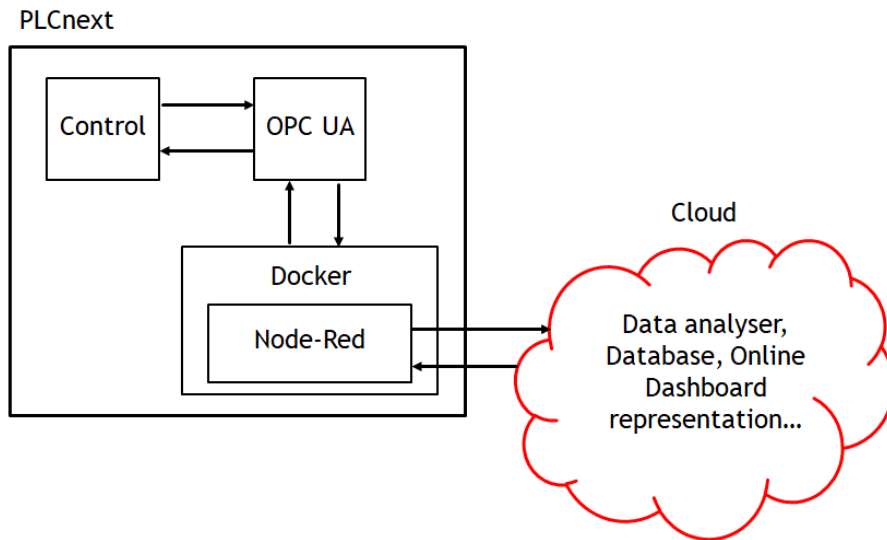 PLCnext
Control
OPC UA
Docker
Node-Red
Cloud
Data analyser,
Database, Online
Dashboard
representation...